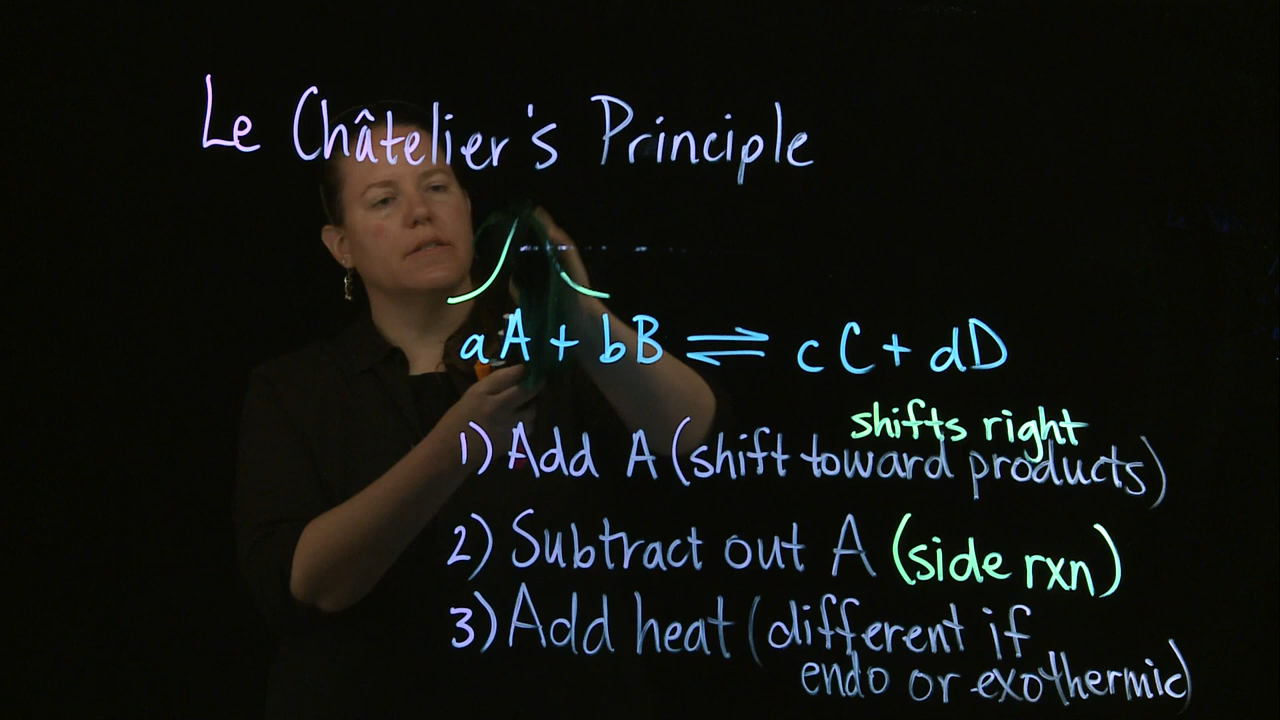 Le Châtelier's Principle
aA + bB ⇌ cC + dD
shifts right
1) Add A (shift toward products)
2) Subtract out A (side rxn)
3) Add heat (different if
endo or exothermic)